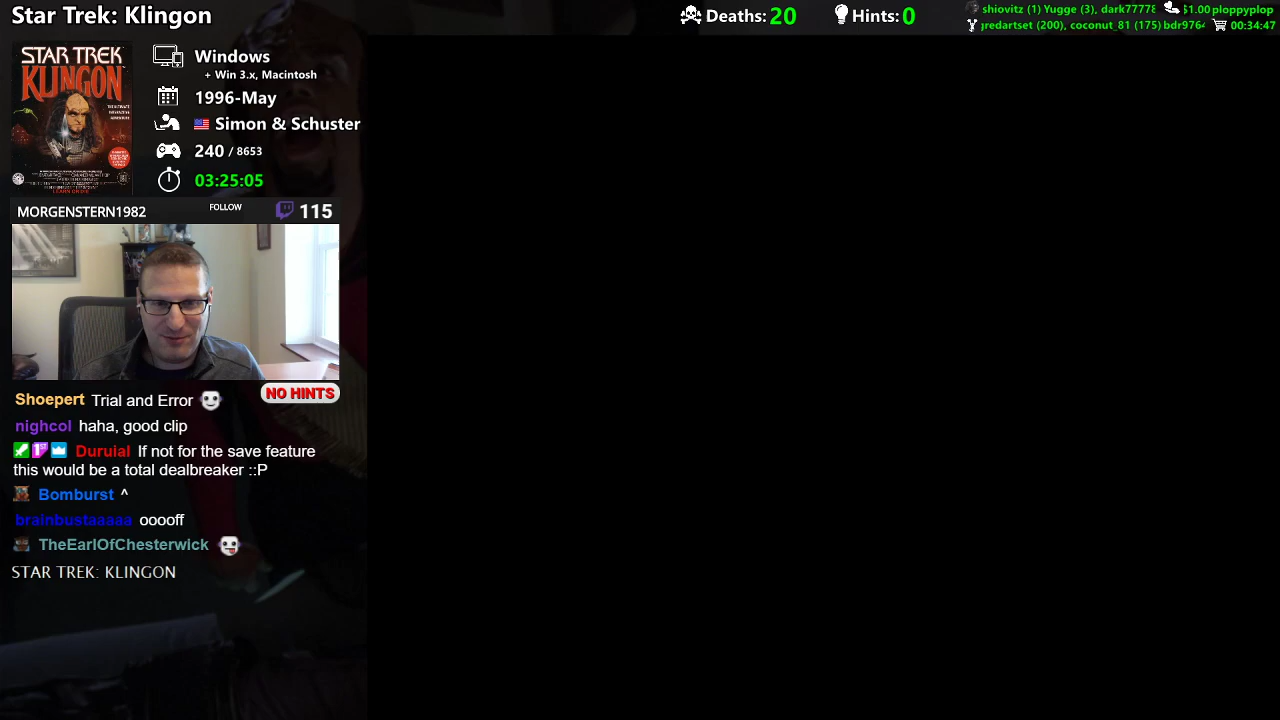 Star Trek: Klingon
Deaths: 20
Hints: 0
shiovitz (1) Yugge (3), dark77778
$1.00 ploppyplop
gredartset (200), coconut_81 (175) bdr976
00:34:47
STAR TREK
KLINGON
Windows
+ Win 3.x, Macintosh
1996-May
Simon & Schuster
240 / 8653
03:25:05
MORGENSTERN1982
FOLLOW
115
NO HINTS
Shoepert Trial and Error
nighcol haha, good clip
1ST Duruial If not for the save feature
this would be a total dealbreaker ::P
Bomburst ^
brainbustaaaaa ooooff
TheEarlOfChesterwick
STAR TREK: KLINGON